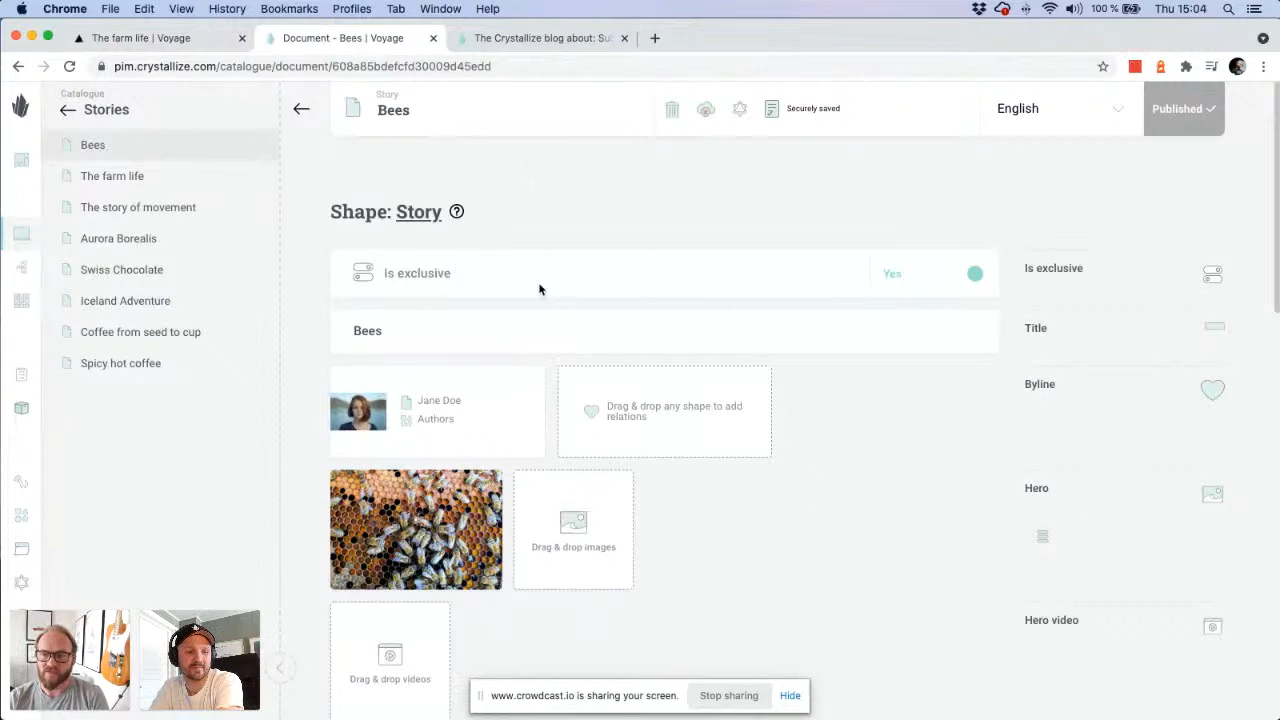 Chrome File Edit View History Bookmarks Profiles Tab Window Help 100 % Thu 15:04
The farm life | Voyage
Document - Bees | Voyage
The Crystallize blog about: Sub
pim.crystallize.com/catalogue/document/608a85bdefcfd30009d45edd
Catalogue
Stories
Story
Bees
Securely saved
English
Published
Bees
The farm life
The story of movement
Aurora Borealis
Swiss Chocolate
Iceland Adventure
Coffee from seed to cup
Spicy hot coffee
Shape: Story
Is exclusive
Yes
Is exclusive
Bees
Title
Jane Doe
Authors
Drag & drop any shape to add
relations
Byline
Drag & drop images
Hero
Drag & drop videos
Hero video
www.crowdcast.io is sharing your screen.
Stop sharing
Hide